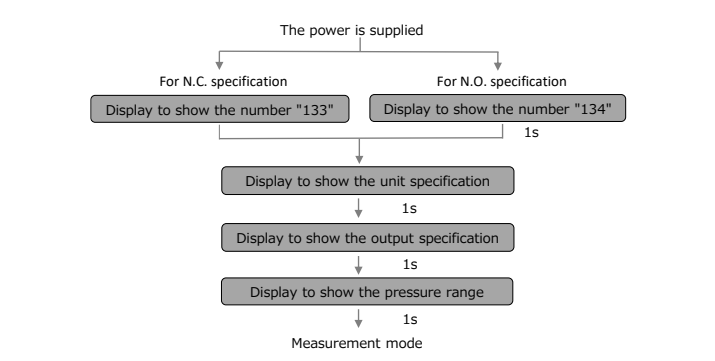 The power is supplied
For N.C. specification
For N.O. specification
Display to show the number "133"
Display to show the number "134"
1s
Display to show the unit specification
1s
Display to show the output specification
1s
Display to show the pressure range
1s
Measurement mode